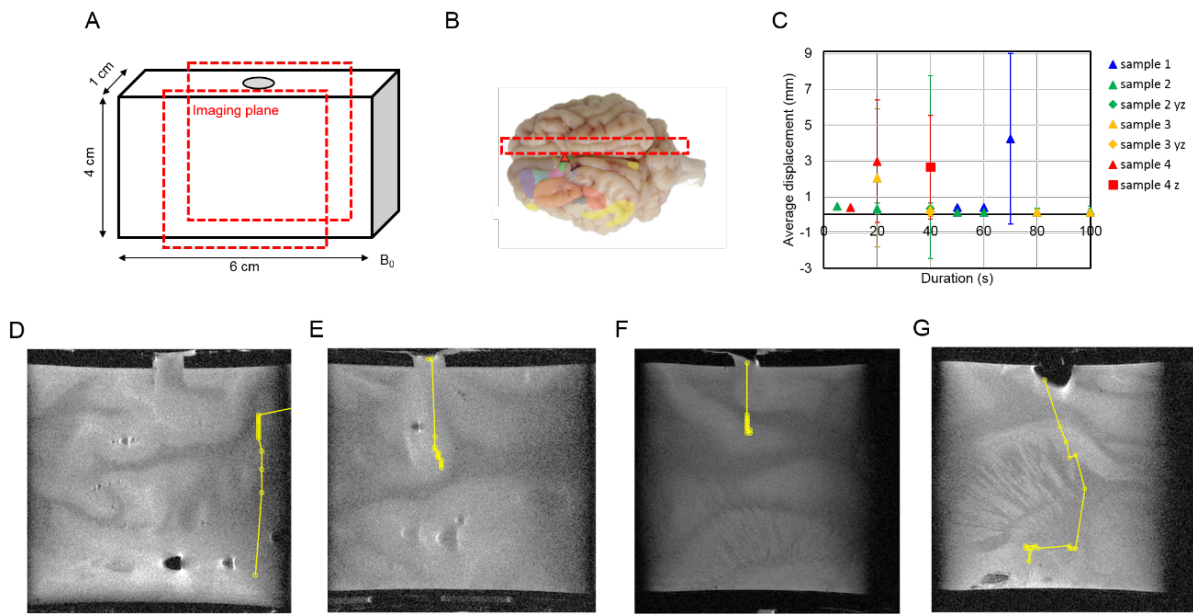 A
B
C
1 cm
Imaging plane
4 cm
6 cm
B0
Average displacement (mm)
9
7
5
3
1
-1
-3
0
20
40
60
80
100
Duration (s)
sample 1
sample 2
sample 2 yz
sample 3
sample 3 yz
sample 4
sample 4 z
D
E
F
G